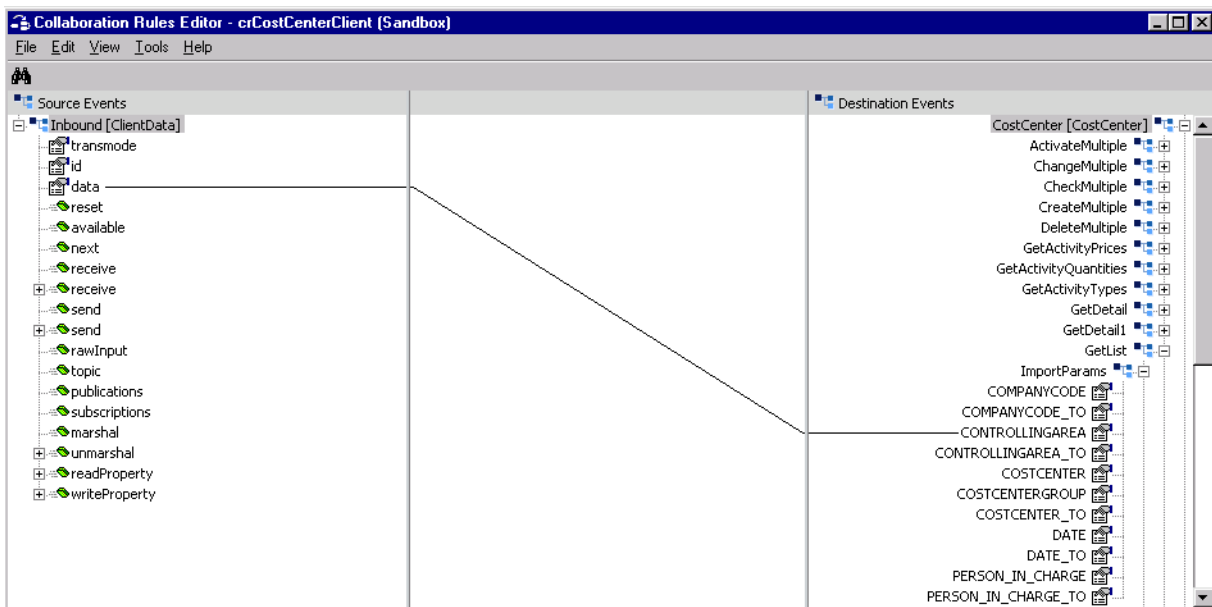 Collaboration Rules Editor - crCostCenterClient (Sandbox)
File Edit View Tools Help
Source Events
Destination Events
Inbound [ClientData]
transmode
id
data
reset
available
next
receive
receive
send
send
rawInput
topic
publications
subscriptions
marshal
unmarshal
readProperty
writeProperty
CostCenter [CostCenter]
ActivateMultiple
ChangeMultiple
CheckMultiple
CreateMultiple
DeleteMultiple
GetActivityPrices
GetActivityQuantities
GetActivityTypes
GetDetail
GetDetail1
GetList
ImportParams
COMPANYCODE
COMPANYCODE_TO
CONTROLLINGAREA
CONTROLLINGAREA_TO
COSTCENTER
COSTCENTERGROUP
COSTCENTER_TO
DATE
DATE_TO
PERSON_IN_CHARGE
PERSON_IN_CHARGE_TO